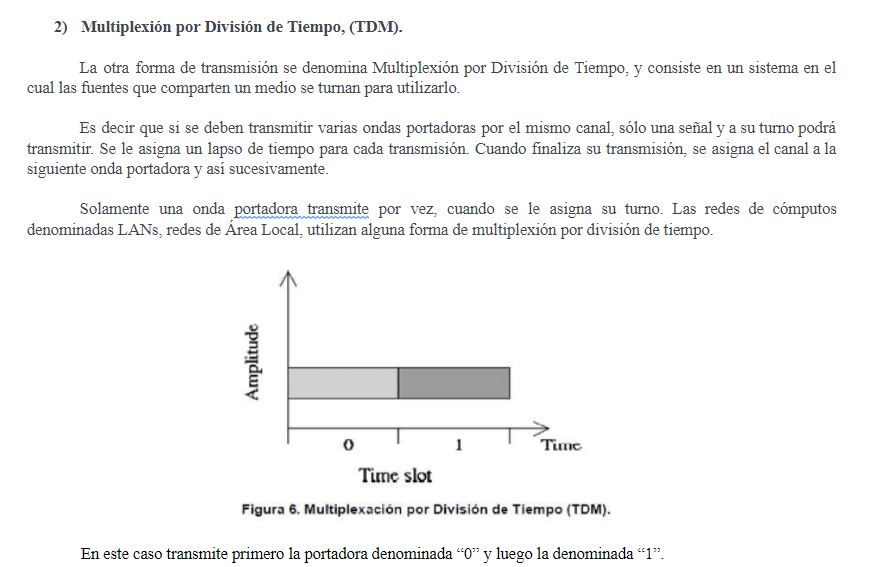 2) Multiplexión por División de Tiempo, (TDM).
La otra forma de transmisión se denomina Multiplexión por División de Tiempo, y consiste en un sistema en el
cual las fuentes que comparten un medio se turnan para utilizarlo.
Es decir que si se deben transmitir varias ondas portadoras por el mismo canal, sólo una señal y a su turno podrá
transmitir. Se le asigna un lapso de tiempo para cada transmisión. Cuando finaliza su transmisión, se asigna el canal a la
siguiente onda portadora y así sucesivamente.
Solamente una onda portadora transmite por vez, cuando se le asigna su turno. Las redes de cómputos
denominadas LANs, redes de Área Local, utilizan alguna forma de multiplexión por división de tiempo.
Amplitude
0 1 Time
Time slot
Figura 6. Multiplexación por División de Tiempo (TDM).
En este caso transmite primero la portadora denominada “0” y luego la denominada “1”.